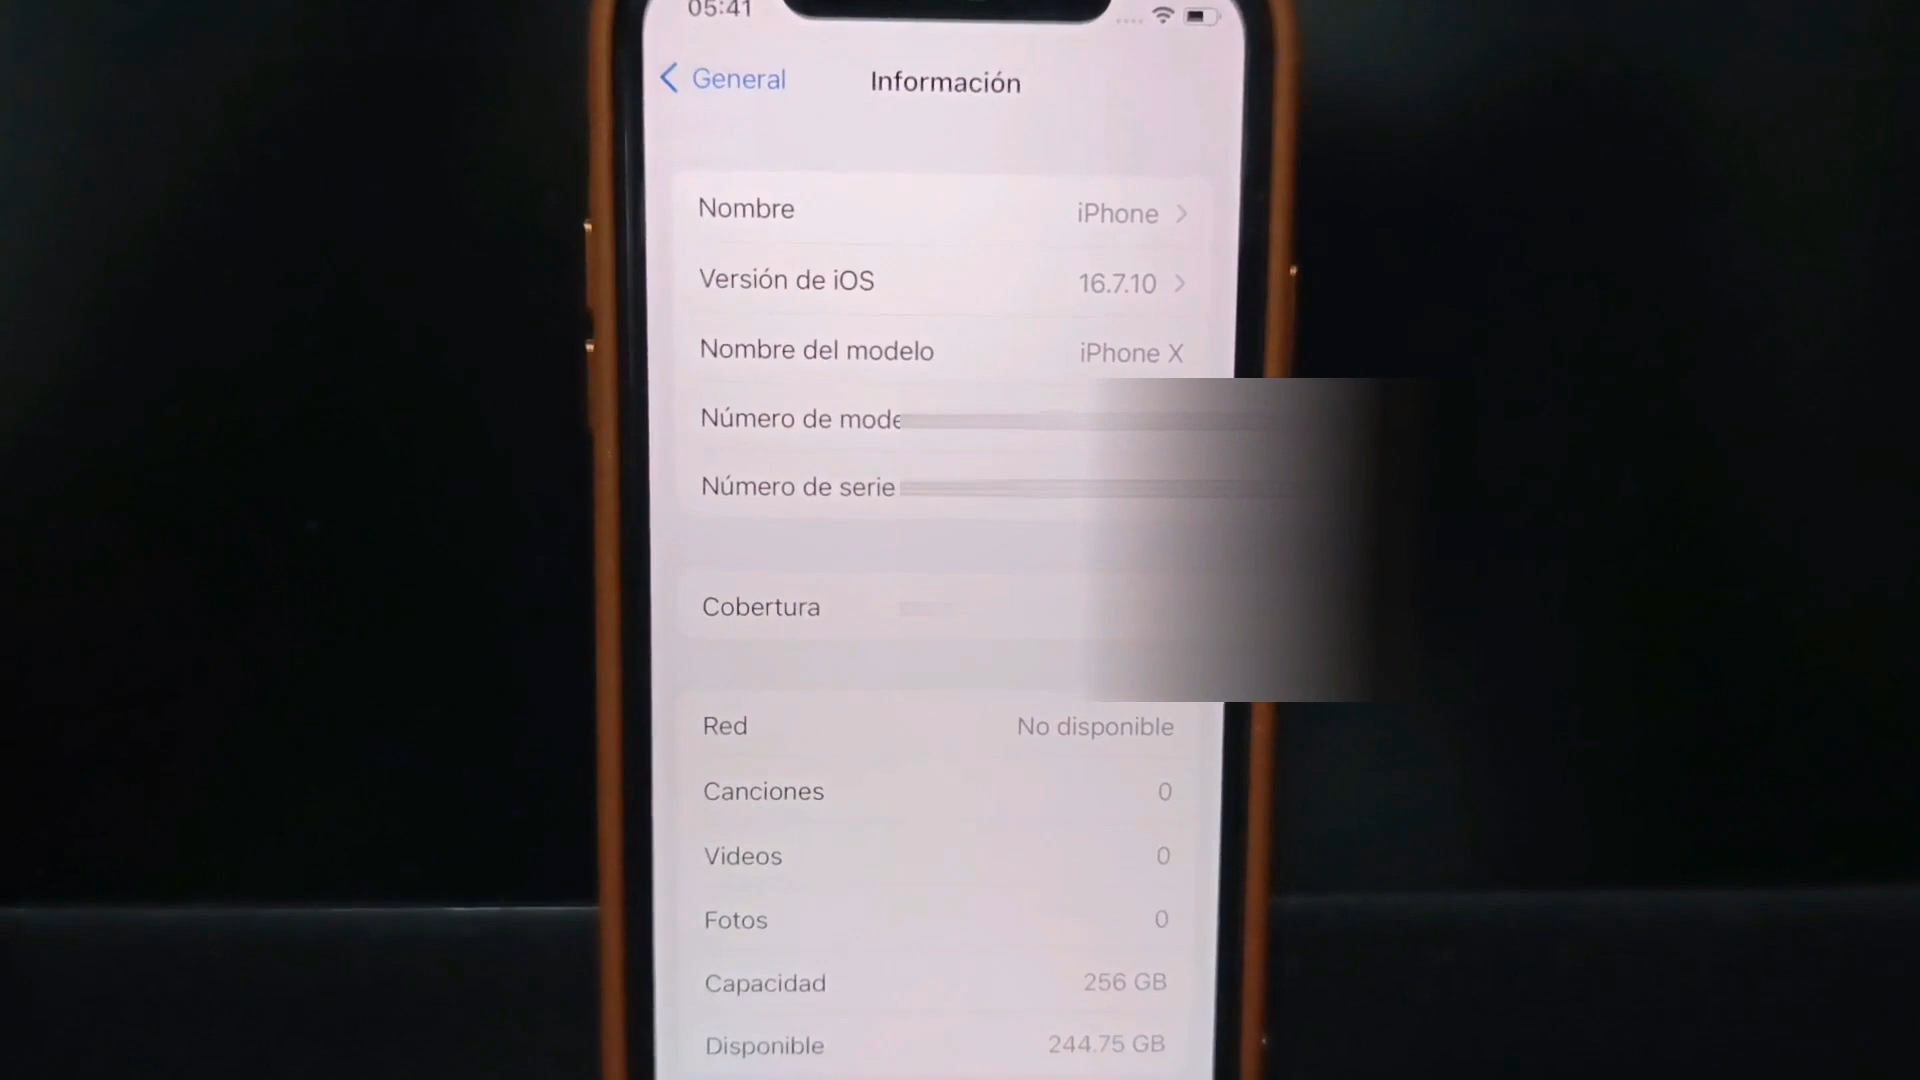 05:41
General
Información
Nombre iPhone
Versión de iOS 16.7.10
Nombre del modelo iPhone X
Número de mode
Número de serie
Cobertura
Red No disponible
Canciones 0
Videos 0
Fotos 0
Capacidad 256 GB
Disponible 244.75 GB